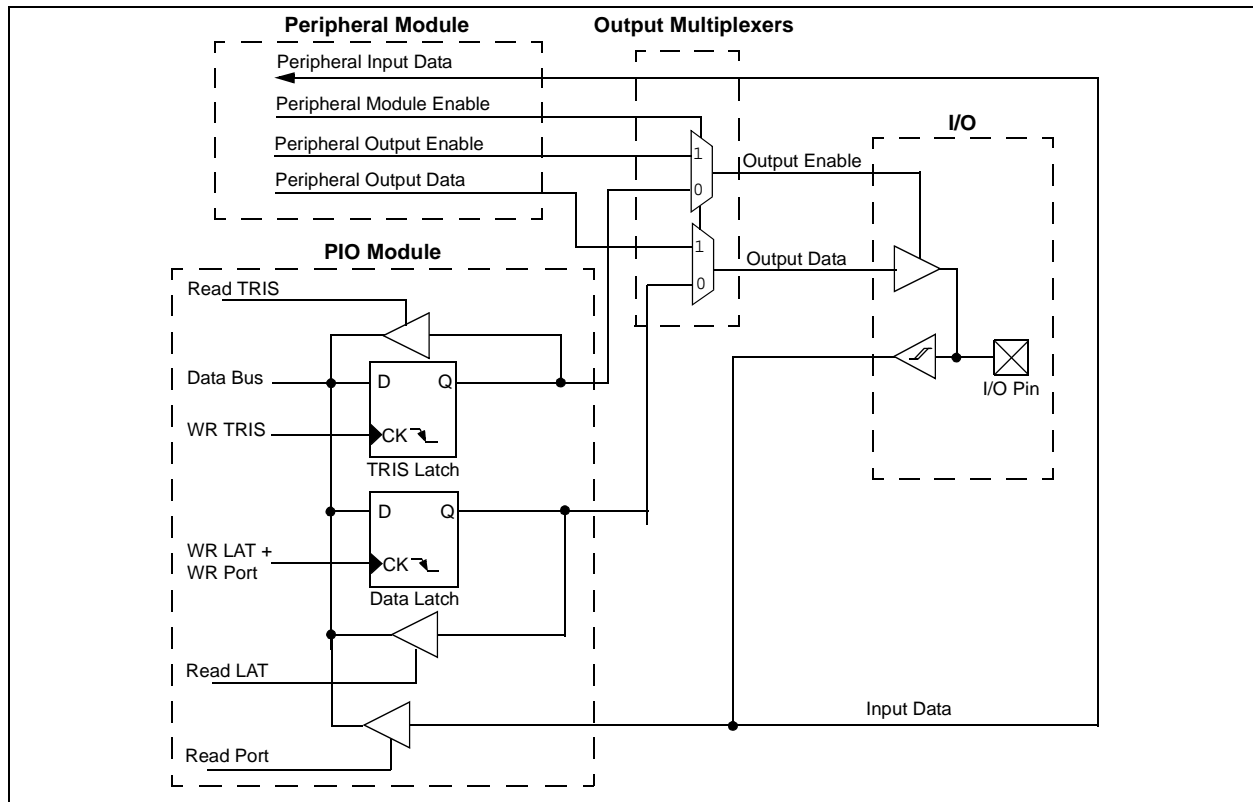 Peripheral Module
Output Multiplexers
Peripheral Input Data
Peripheral Module Enable
Peripheral Output Enable
Peripheral Output Data
1
0
Output Enable
I/O
1
0
Output Data
I/O Pin
PIO Module
Read TRIS
Data Bus
D Q
WR TRIS
CK
TRIS Latch
D Q
WR LAT +
WR Port
CK
Data Latch
Read LAT
Input Data
Read Port